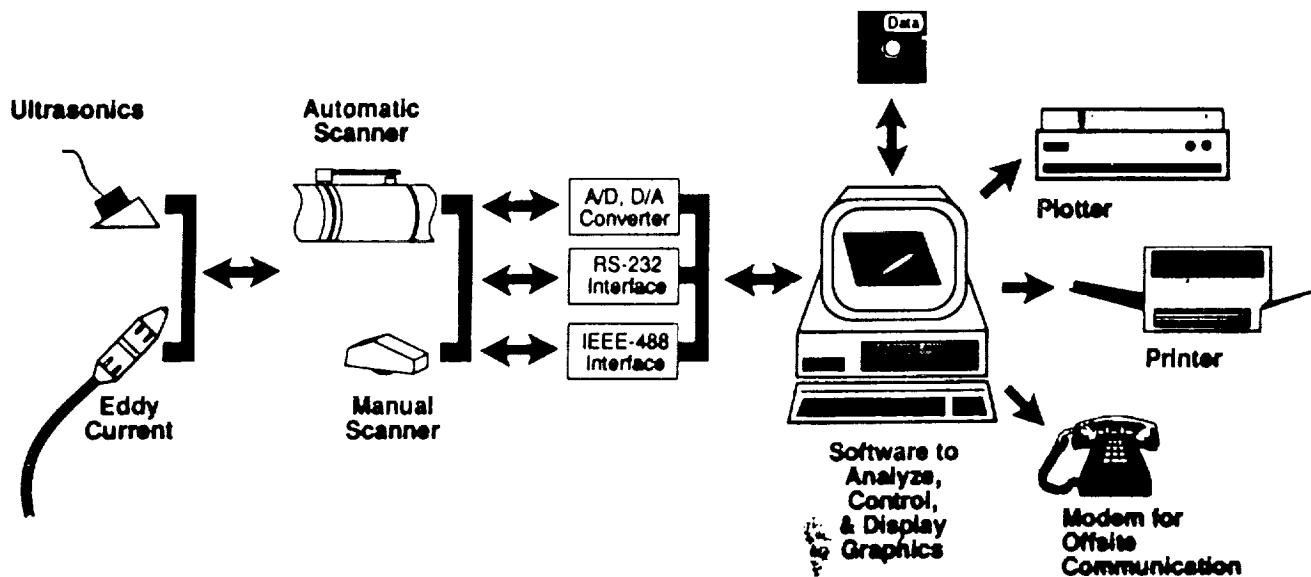 Data
Ultrasonics
Automatic
Scanner
A/D, D/A
Converter
RS-232
Interface
IEEE-488
Interface
Eddy
Current
Manual
Scanner
Software to
Analyze,
Control,
& Display
Graphics
Plotter
Printer
Modem for
Offsite
Communication